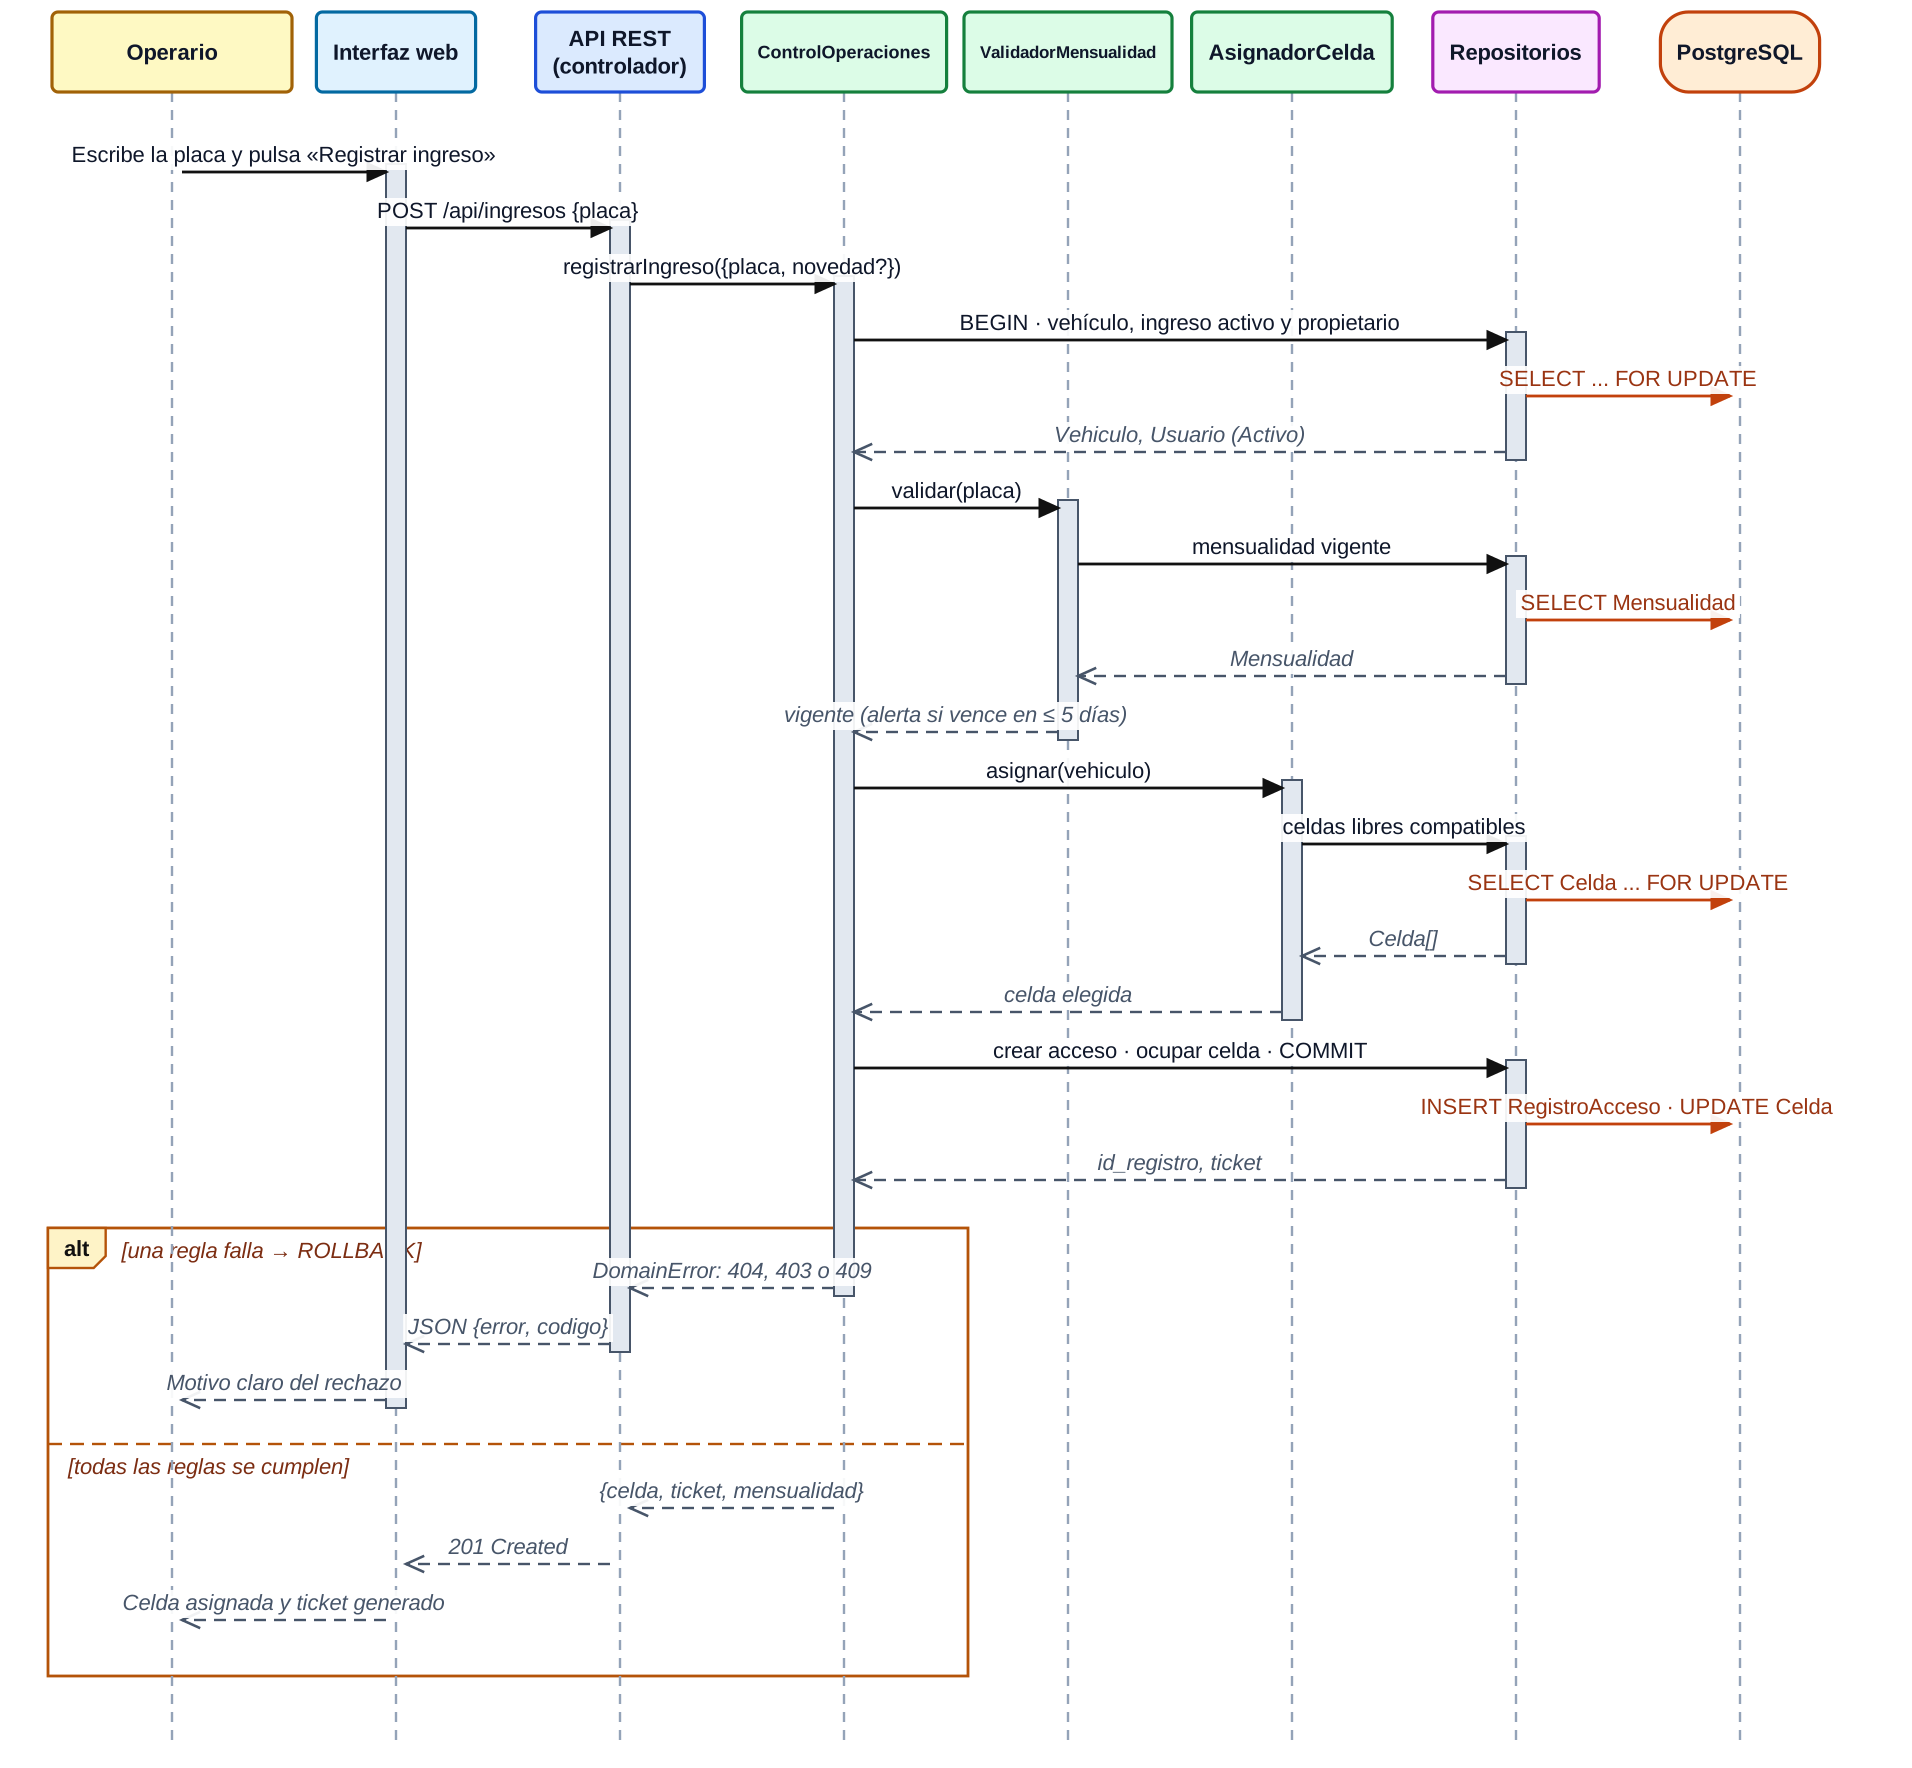 Operario
Interfaz web
API REST
(controlador)
ControlOperaciones
ValidadorMensualidad
AsignadorCelda
Repositorios
PostgreSQL
Escribe la placa y pulsa «Registrar ingreso»
POST /api/ingresos {placa}
registrarIngreso({placa, novedad?})
BEGIN · vehículo, ingreso activo y propietario
SELECT ... FOR UPDATE
Vehiculo, Usuario (Activo)
validar(placa)
mensualidad vigente
SELECT Mensualidad
Mensualidad
vigente (alerta si vence en ≤ 5 días)
asignar(vehiculo)
celdas libres compatibles
SELECT Celda ... FOR UPDATE
Celda[]
celda elegida
crear acceso · ocupar celda · COMMIT
INSERT RegistroAcceso · UPDATE Celda
id_registro, ticket
alt
[una regla falla → ROLLBACK]
DomainError: 404, 403 o 409
JSON {error, codigo}
Motivo claro del rechazo
[todas las reglas se cumplen]
{celda, ticket, mensualidad}
201 Created
Celda asignada y ticket generado